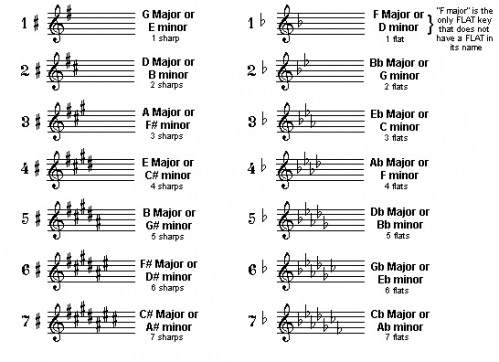 1 # G Major or
E minor
1 sharp
2 # D Major or
B minor
2 sharps
3 # A Major or
F# minor
3 sharps
4 # E Major or
C# minor
4 sharps
5 # B Major or
G# minor
5 sharps
6 # F# Major or
D# minor
6 sharps
7 # C# Major or
A# minor
7 sharps
1 ♭ F Major or
D minor
1 flat
"F major" is the
only FLAT key
that does not
have a FLAT in
its name
2 ♭ Bb Major or
G minor
2 flats
3 ♭ Eb Major or
C minor
3 flats
4 ♭ Ab Major or
F minor
4 flats
5 ♭ Db Major or
Bb minor
5 flats
6 ♭ Gb Major or
Eb minor
6 flats
7 ♭ Cb Major or
Ab minor
7 flats